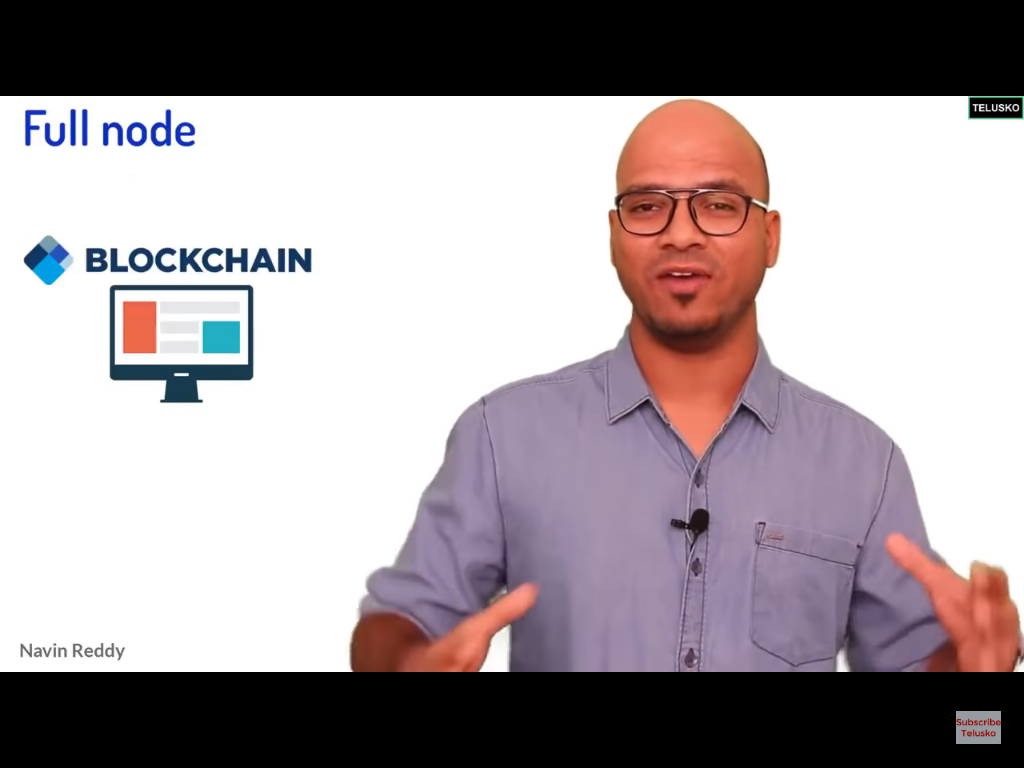 Full node
TELUSKO
BLOCKCHAIN
Navin Reddy
Subscribe
Telusko